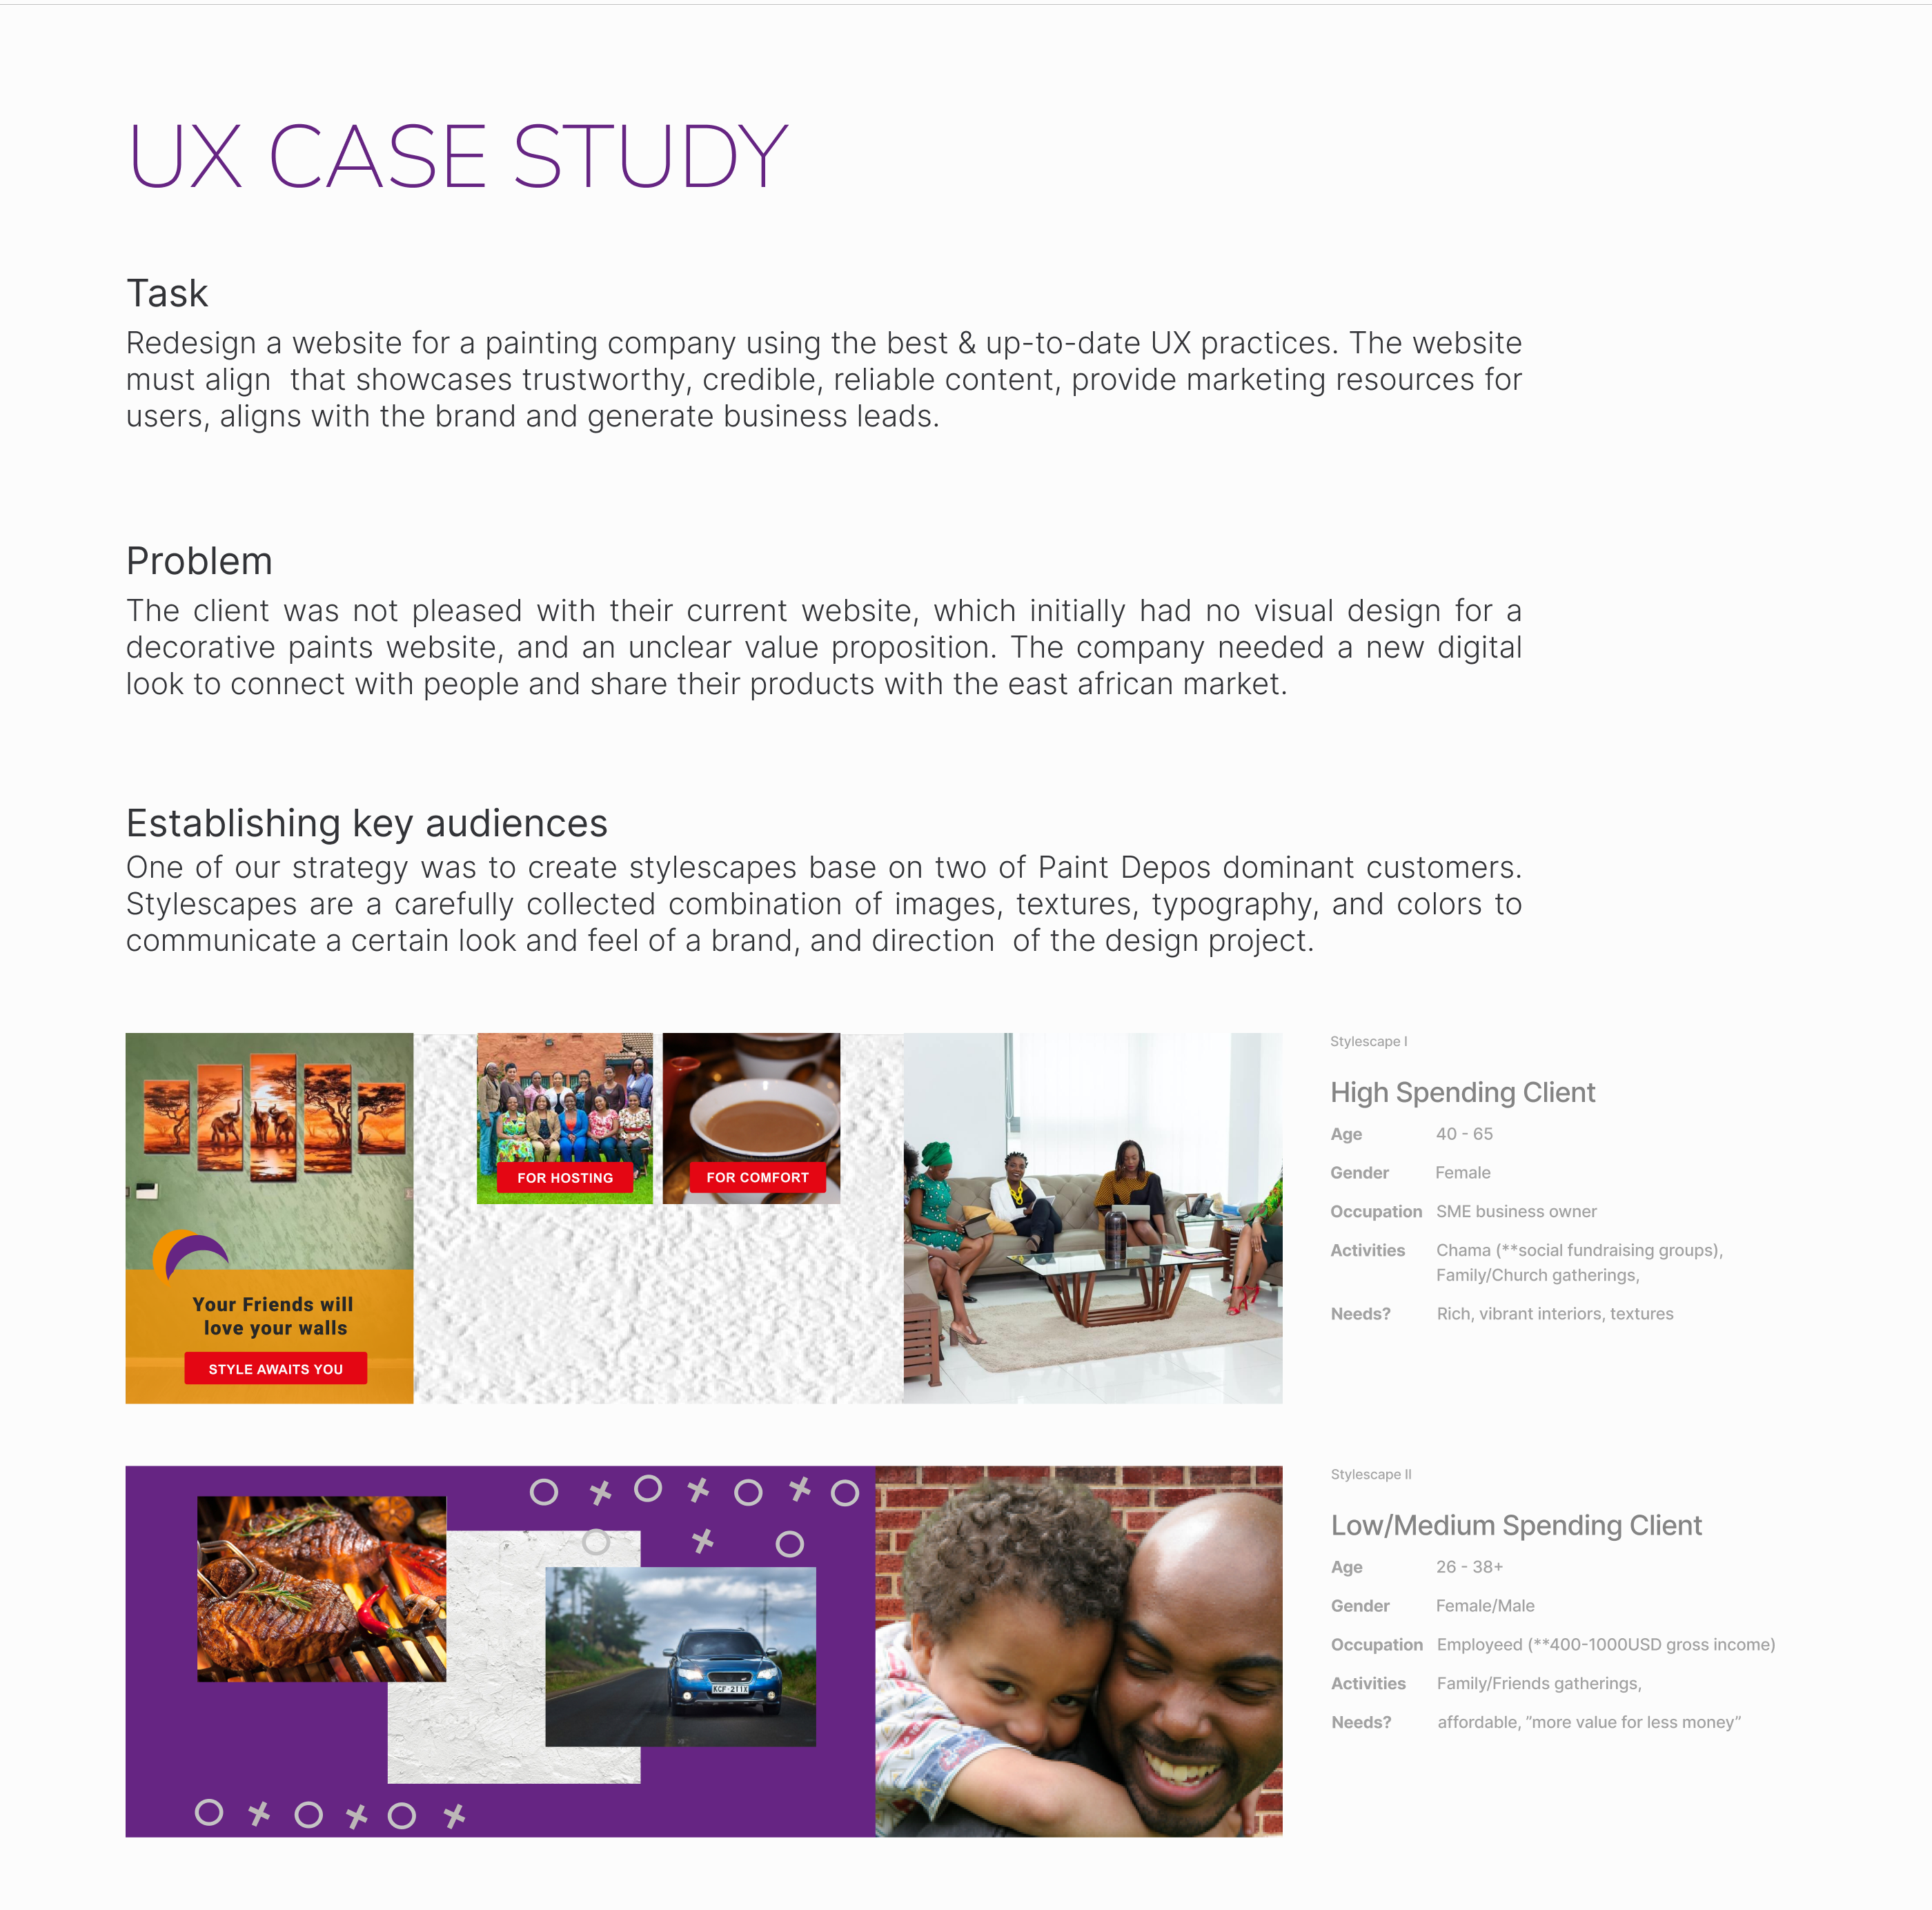 UX CASE STUDY
Task
Redesign a website for a painting company using the best & up-to-date UX practices. The website
must align  that showcases trustworthy, credible, reliable content, provide marketing resources for
users, aligns with the brand and generate business leads.
Problem
The client was not pleased with their current website, which initially had no visual design for a
decorative paints website, and an unclear value proposition. The company needed a new digital
look to connect with people and share their products with the east african market.
Establishing key audiences
One of our strategy was to create stylescapes base on two of Paint Depos dominant customers.
Stylescapes are a carefully collected combination of images, textures, typography, and colors to
communicate a certain look and feel of a brand, and direction  of the design project.
FOR HOSTING
FOR COMFORT
Your Friends will
love your walls
STYLE AWAITS YOU
Stylescape I
High Spending Client
Age 40 - 65
Gender Female
Occupation SME business owner
Activities Chama (**social fundraising groups),
Family/Church gatherings,
Needs? Rich, vibrant interiors, textures
KCF·211X
Stylescape II
Low/Medium Spending Client
Age 26 - 38+
Gender Female/Male
Occupation Employeed (**400-1000USD gross income)
Activities Family/Friends gatherings,
Needs? affordable, “more value for less money”